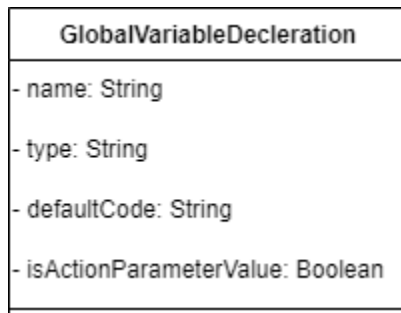 GlobalVariableDecleration
- name: String
- type: String
- defaultCode: String
- isActionParameterValue: Boolean